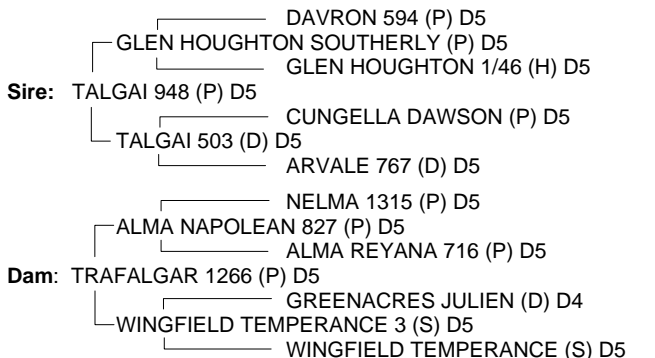 DAVRON 594 (P) D5
GLEN HOUGHTON SOUTHERLY (P) D5
GLEN HOUGHTON 1/46 (H) D5
Sire: TALGAI 948 (P) D5
CUNGELLA DAWSON (P) D5
TALGAI 503 (D) D5
ARVALE 767 (D) D5
NELMA 1315 (P) D5
ALMA NAPOLEAN 827 (P) D5
ALMA REYANA 716 (P) D5
Dam: TRAFALGAR 1266 (P) D5
GREENACRES JULIEN (D) D4
WINGFIELD TEMPERANCE 3 (S) D5
WINGFIELD TEMPERANCE (S) D5